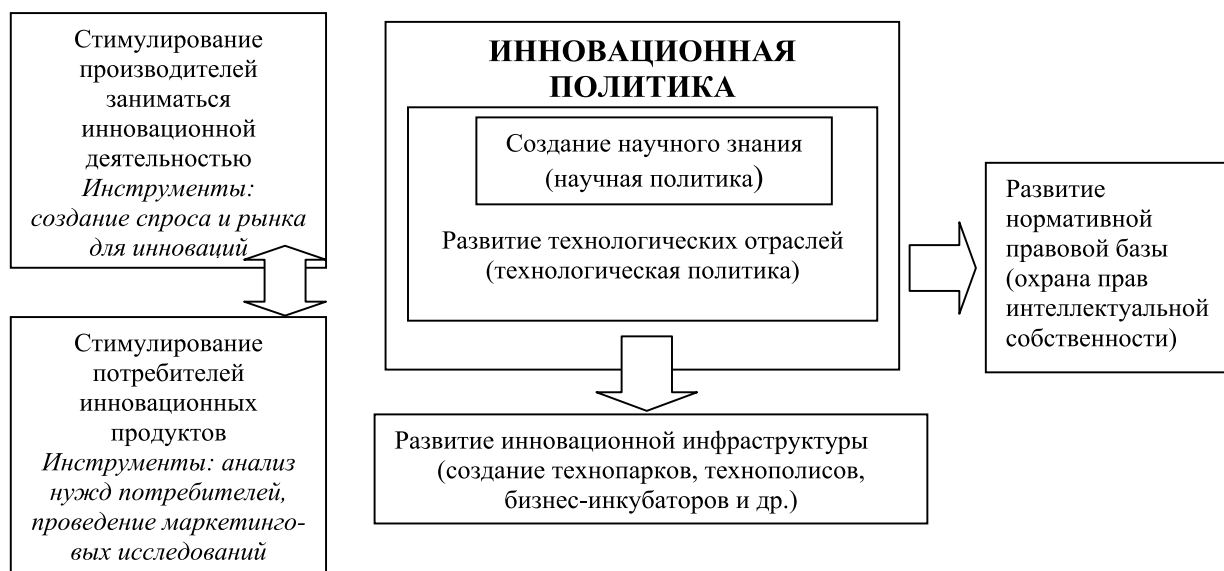 Стимулирование
производителей
заниматься
инновационной
деятельностью
Инструменты:
создание спроса и рынка
для инноваций
Стимулирование
потребителей
инновационных
продуктов
Инструменты: анализ
нужд потребителей,
проведение маркетинго-
вых исследований
ИННОВАЦИОННАЯ
ПОЛИТИКА
Создание научного знания
(научная политика)
Развитие технологических отраслей
(технологическая политика)
Развитие инновационной инфраструктуры
(создание технопарков, технополисов,
бизнес-инкубаторов и др.)
Развитие
нормативной
правовой базы
(охрана прав
интеллектуальной
собственности)